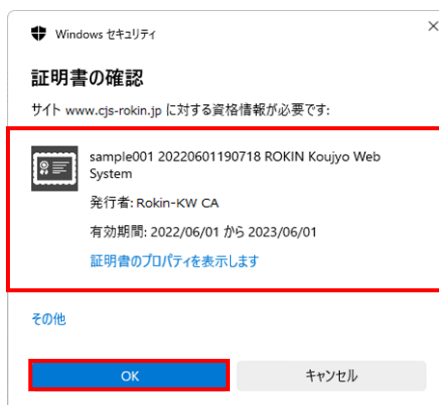 Windows セキュリティ
証明書の確認
サイト www.cjs-rokin.jp に対する資格情報が必要です:
sample001 20220601190718 ROKIN Koujyo Web
System
発行者: Rokin-KW CA
有効期間: 2022/06/01 から 2023/06/01
証明書のプロパティを表示します
その他
OK
キャンセル